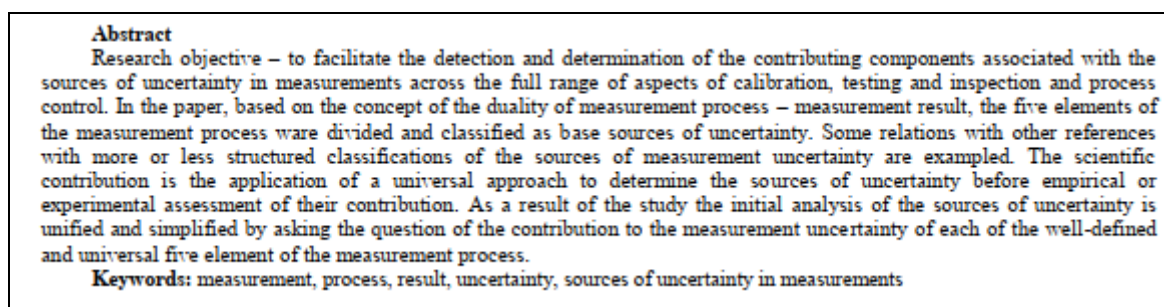 Abstract
Research objective – to facilitate the detection and determination of the contributing components associated with the
sources of uncertainty in measurements across the full range of aspects of calibration, testing and inspection and process
control. In the paper, based on the concept of the duality of measurement process – measurement result, the five elements of
the measurement process ware divided and classified as base sources of uncertainty. Some relations with other references
with more or less structured classifications of the sources of measurement uncertainty are exampled. The scientific
contribution is the application of a universal approach to determine the sources of uncertainty before empirical or
experimental assessment of their contribution. As a result of the study the initial analysis of the sources of uncertainty is
unified and simplified by asking the question of the contribution to the measurement uncertainty of each of the well-defined
and universal five element of the measurement process.
Keywords: measurement, process, result, uncertainty, sources of uncertainty in measurements